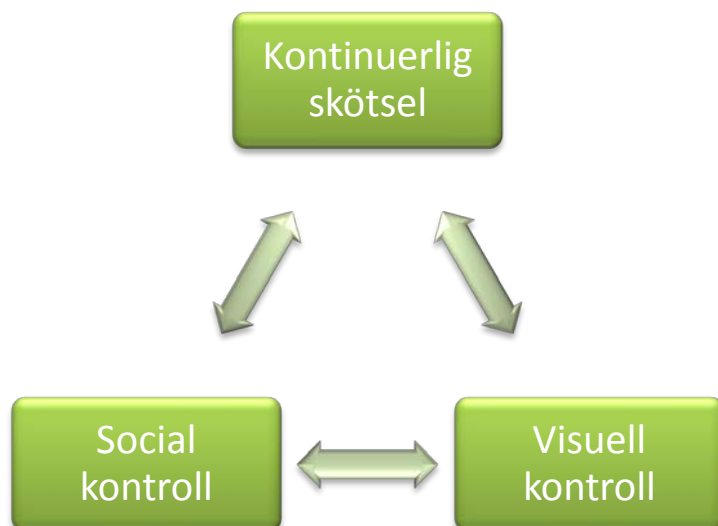 Kontinuerlig
skötsel
Social
kontroll
Visuell
kontroll